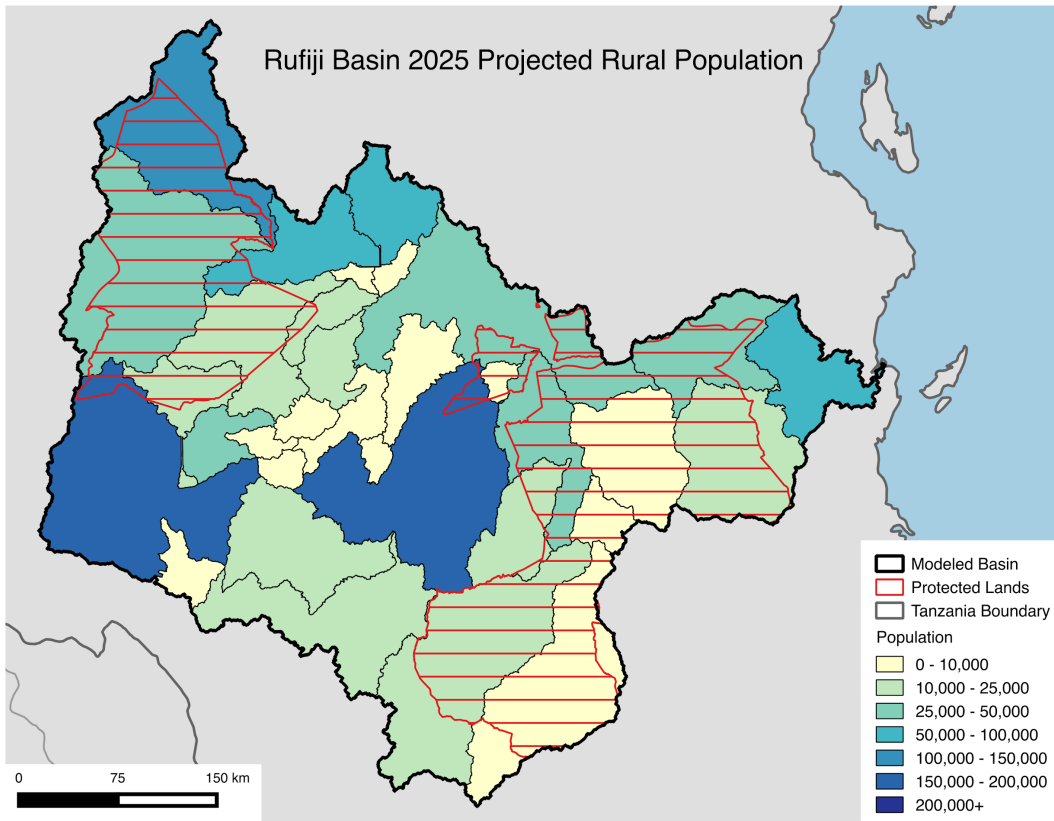 Rufiji Basin 2025 Projected Rural Population
Modeled Basin
Protected Lands
Tanzania Boundary
Population
0 - 10,000
10,000 - 25,000
25,000 - 50,000
50,000 - 100,000
100,000 - 150,000
150,000 - 200,000
200,000+
0 75 150 km